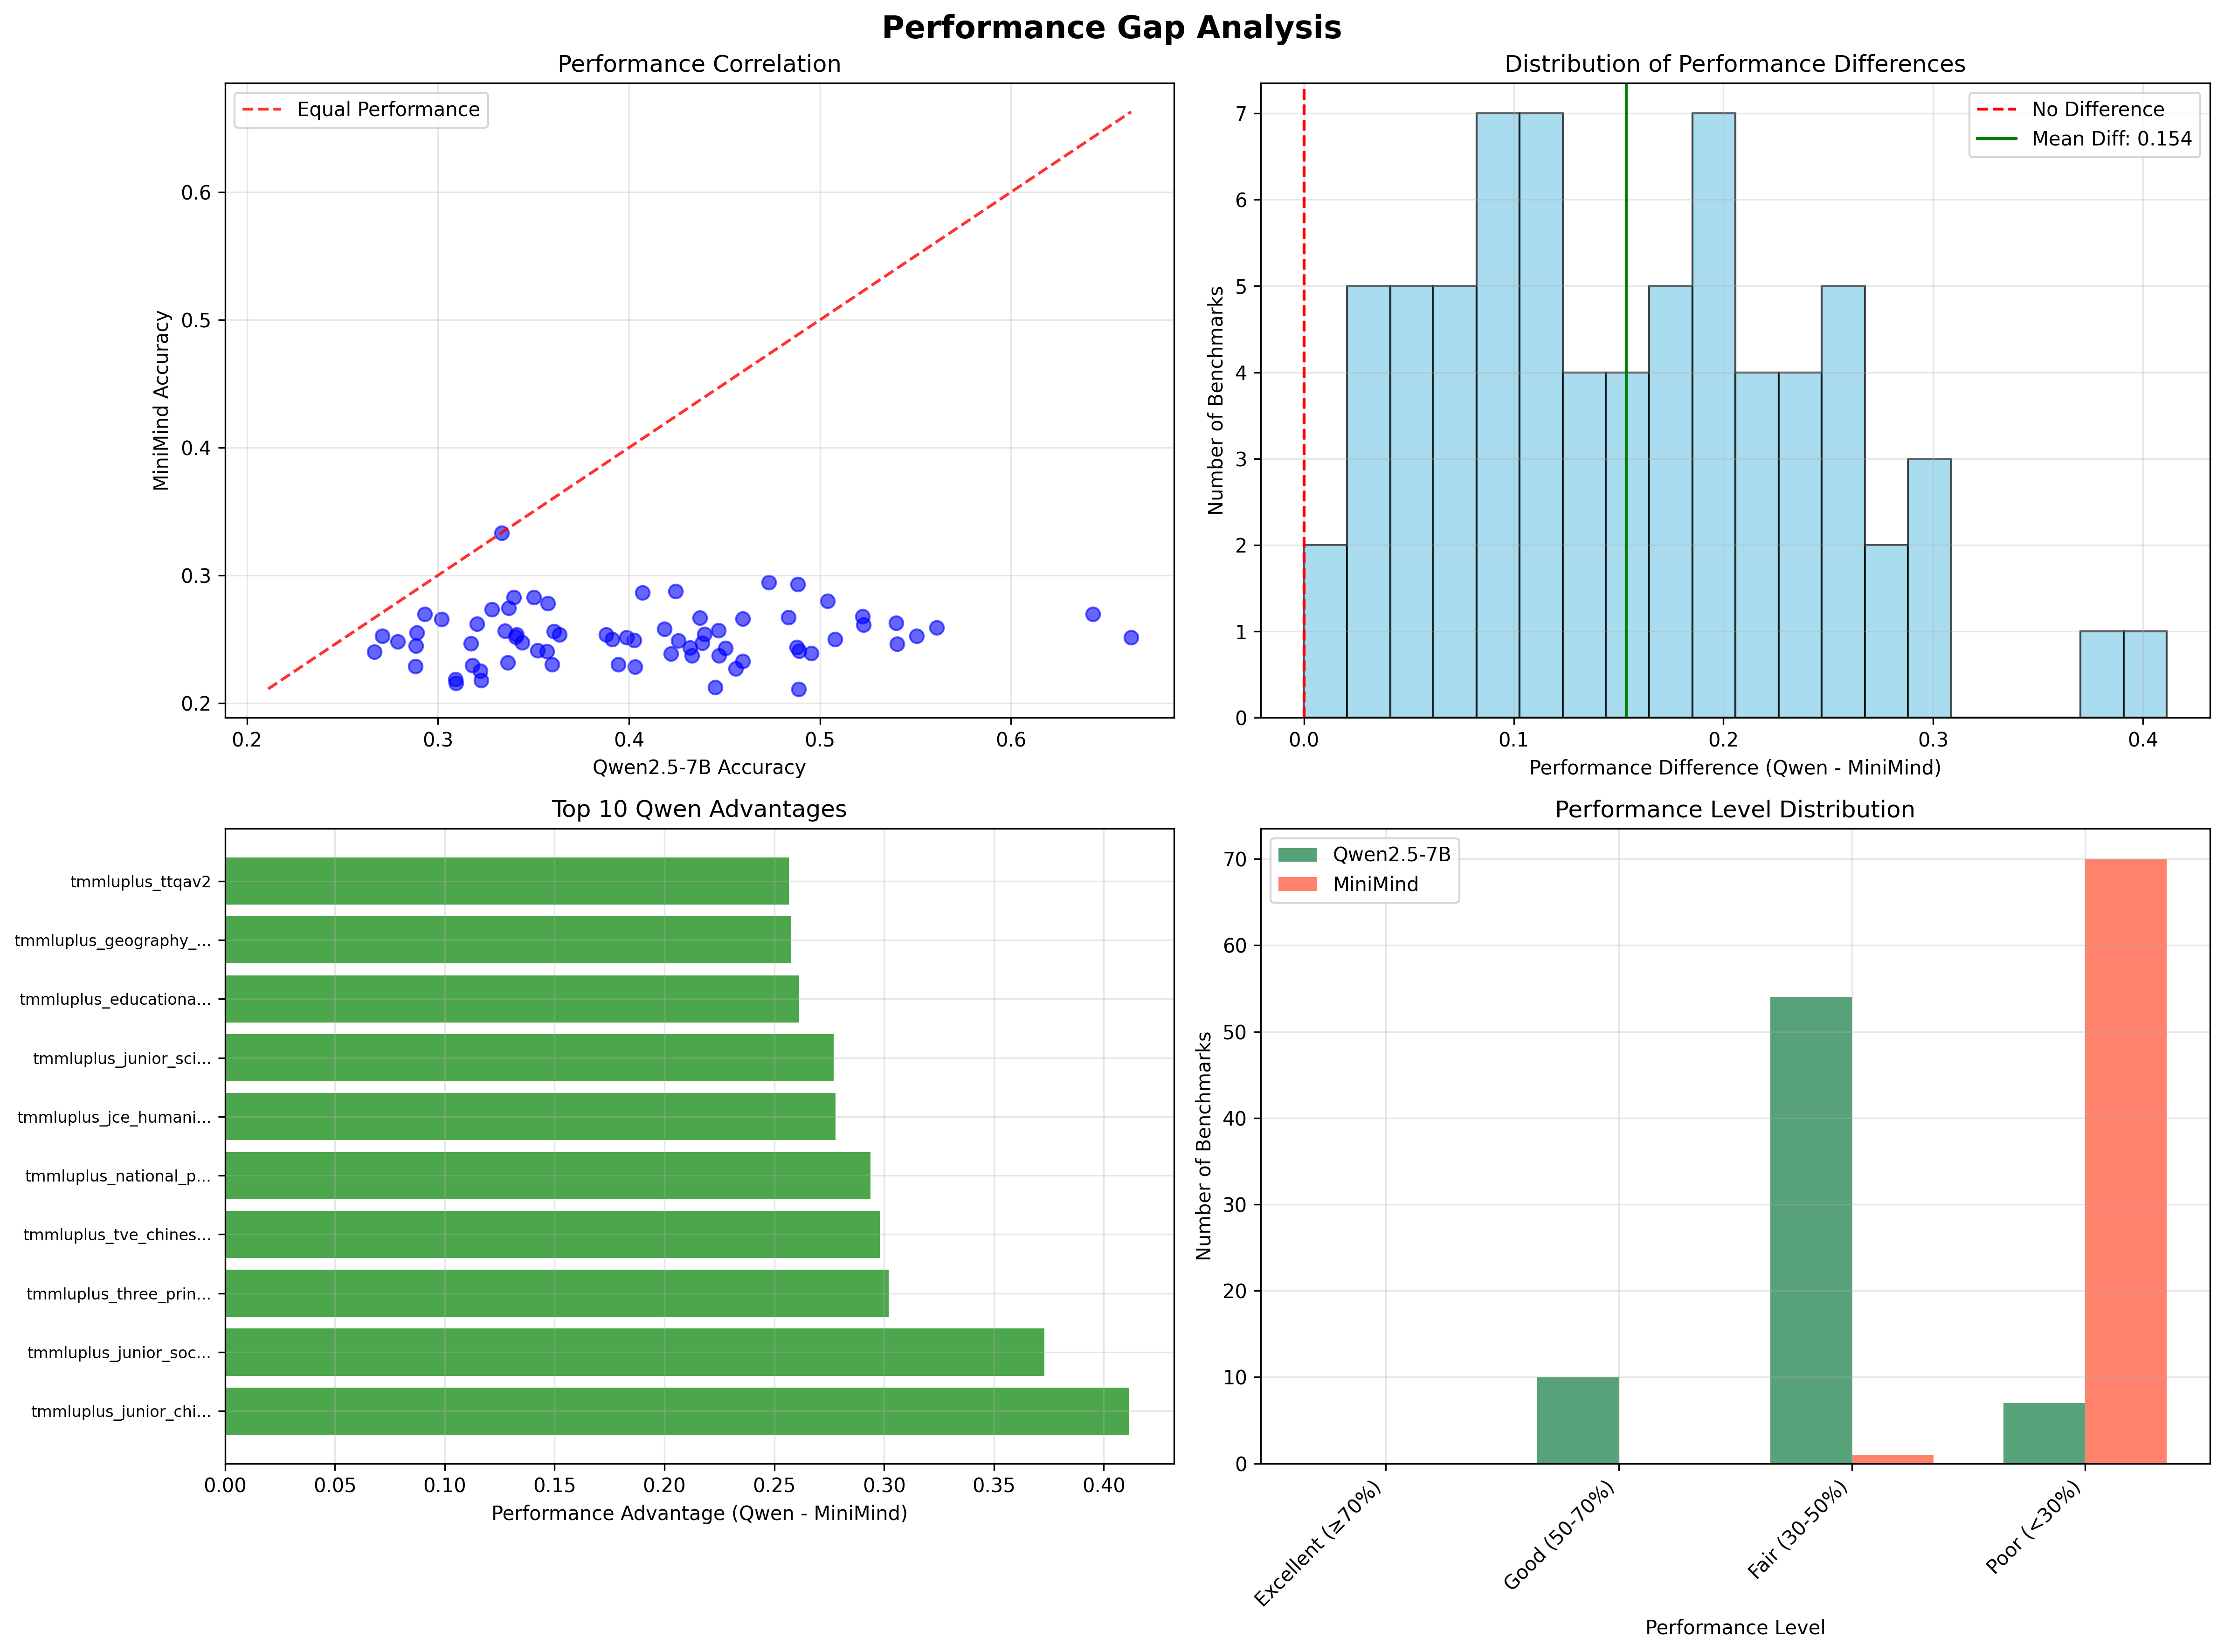 Performance Gap Analysis
Performance Correlation
Equal Performance
MiniMind Accuracy
0.6
0.5
0.4
0.3
0.2
0.2
0.3
0.4
0.5
0.6
Qwen2.5-7B Accuracy
Distribution of Performance Differences
No Difference
Mean Diff: 0.154
Number of Benchmarks
7
6
5
4
3
2
1
0
0.0
0.1
0.2
0.3
0.4
Performance Difference (Qwen - MiniMind)
Top 10 Qwen Advantages
tmmluplus_ttqav2
tmmluplus_geography_...
tmmluplus_educationa...
tmmluplus_junior_sci...
tmmluplus_jce_humani...
tmmluplus_national_p...
tmmluplus_tve_chines...
tmmluplus_three_prin...
tmmluplus_junior_soc...
tmmluplus_junior_chi...
0.00
0.05
0.10
0.15
0.20
0.25
0.30
0.35
0.40
Performance Advantage (Qwen - MiniMind)
Performance Level Distribution
Qwen2.5-7B
MiniMind
Number of Benchmarks
70
60
50
40
30
20
10
0
Excellent (≥70%)
Good (50-70%)
Fair (30-50%)
Poor (<30%)
Performance Level